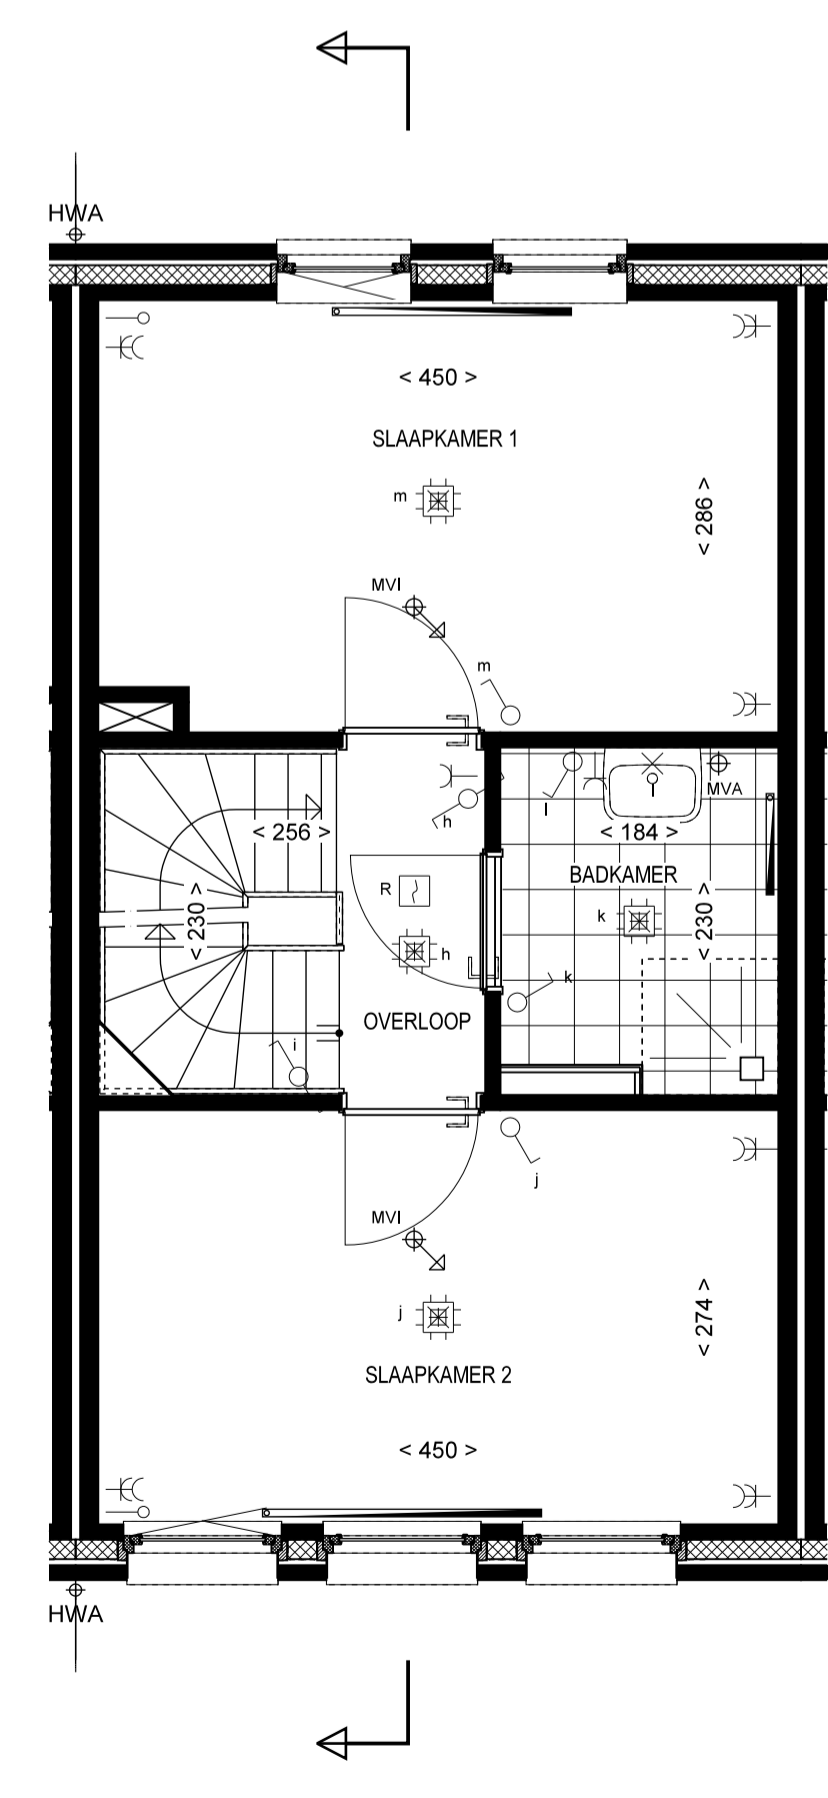 HWA
< 450 >
SLAAPKAMER 1
m
< 286 >
MVI
m
l
MVA
h
< 256 >
< 184 >
BADKAMER
R
k
< 230 >
< 230 >
h
k
OVERLOOP
i
j
MVI
j
< 274 >
SLAAPKAMER 2
< 450 >
HWA